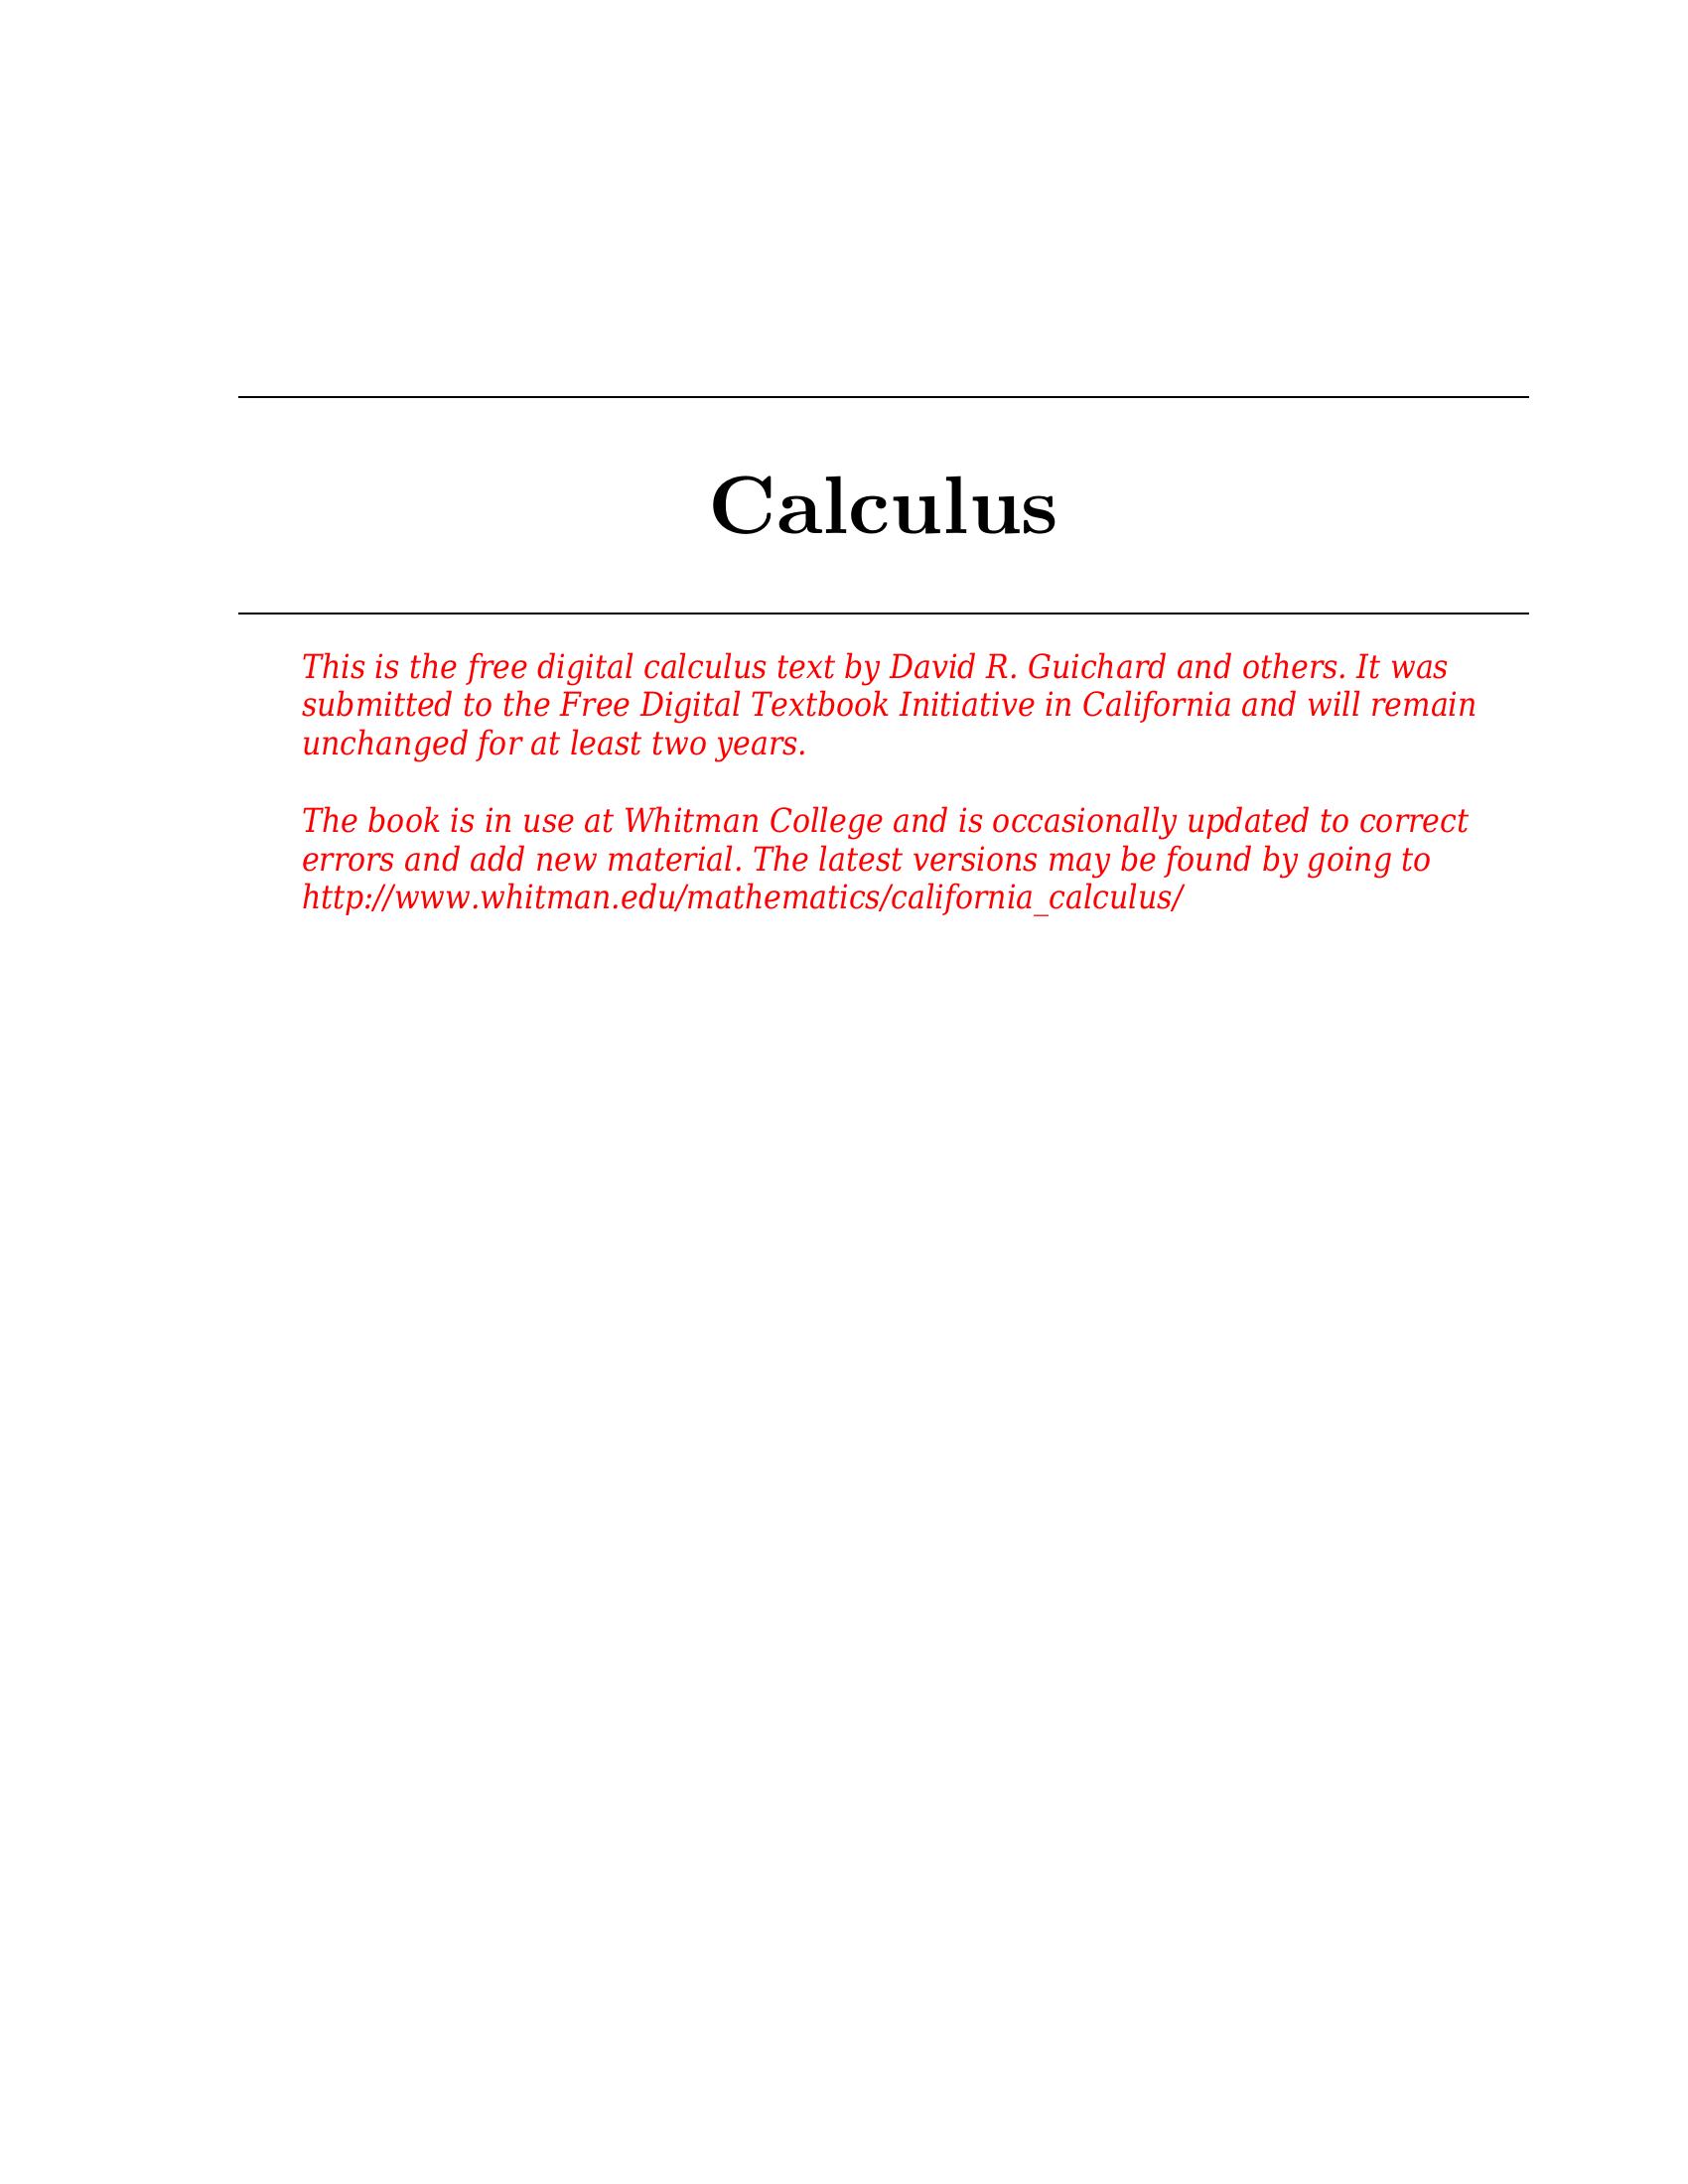 Calculus
This is the free digital calculus text by David R. Guichard and others. It was
submitted to the Free Digital Textbook Initiative in California and will remain
unchanged for at least two years.
The book is in use at Whitman College and is occasionally updated to correct
errors and add new material. The latest versions may be found by going to
http://www.whitman.edu/mathematics/california_calculus/